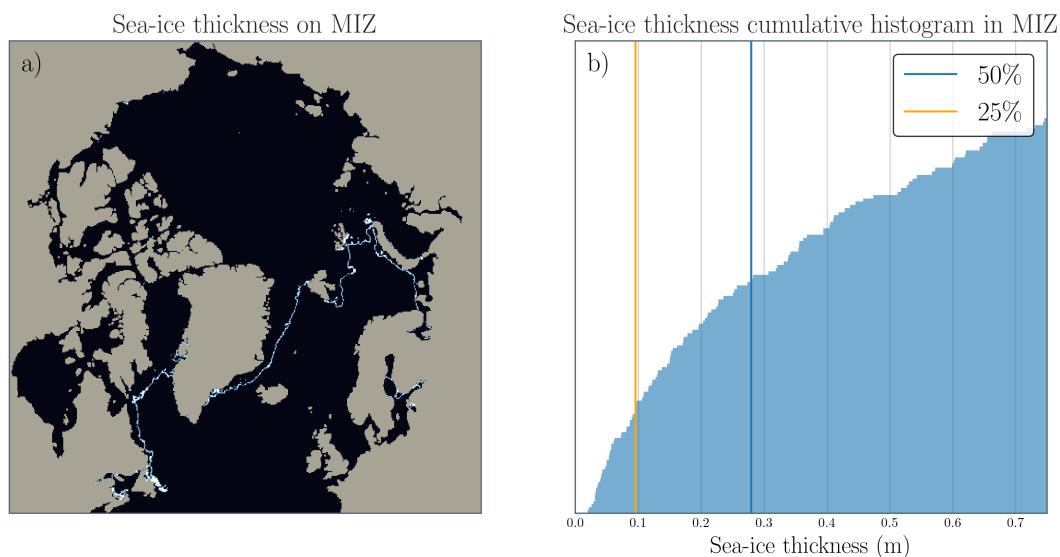 Sea-ice thickness on MIZ
a)
Sea-ice thickness cumulative histogram in MIZ
b)
50%
25%
0.0 0.1 0.2 0.3 0.4 0.5 0.6 0.7
Sea-ice thickness (m)